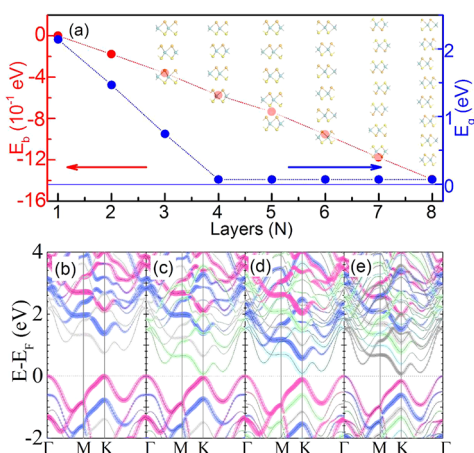 (a)
0
-4
-8
-12
-16
-E_b (10^-1 eV)
2
1
0
E_g (eV)
1 2 3 4 5 6 7 8
Layers (N)
(b) (c) (d) (e)
4
2
0
-2
E-E_F (eV)
Γ M K Γ M K Γ M K Γ M K Γ